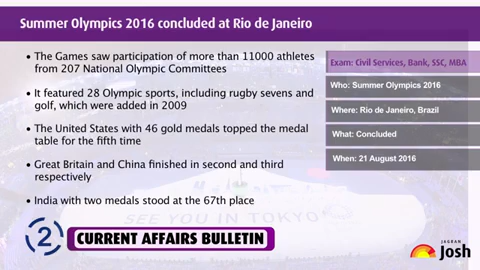 Summer Olympics 2016 concluded at Rio de Janeiro
• The Games saw participation of more than 11000 athletes
from 207 National Olympic Committees
• It featured 28 Olympic sports, including rugby sevens and
golf, which were added in 2009
• The United States with 46 gold medals topped the medal
table for the fifth time
• Great Britain and China finished in second and third
respectively
• India with two medals stood at the 67th place
Exam: Civil Services, Bank, SSC, MBA
Who: Summer Olympics 2016
Where: Rio de Janeiro, Brazil
What: Concluded
When: 21 August 2016
SEE YOU IN TOKYO
2 CURRENT AFFAIRS BULLETIN
JAGRAN
Josh